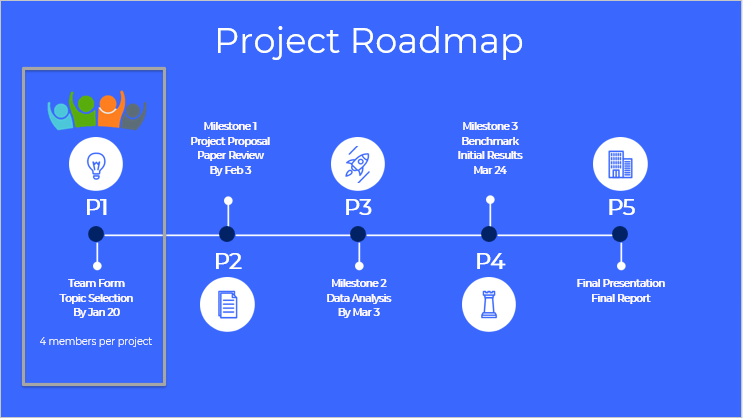 Project Roadmap
P1
Team Form
Topic Selection
By Jan 20
4 members per project
Milestone 1
Project Proposal
Paper Review
By Feb 3
P2
P3
Milestone 2
Data Analysis
By Mar 3
Milestone 3
Benchmark
Initial Results
Mar 24
P4
P5
Final Presentation
Final Report